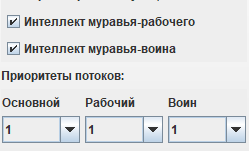 Интеллект муравья-рабочего
Интеллект муравья-воина
Приоритеты потоков:
Основной Рабочий Воин
1 1 1